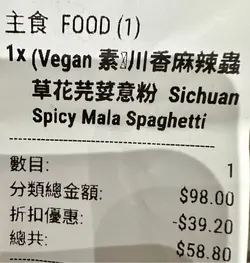 主食 FOOD (1)
1x (Vegan 素川香麻辣蟲
草花芫荽意粉 Sichuan
Spicy Mala Spaghetti
數目: 1
分類總金額: $98.00
折扣優惠: -$39.20
總共: $58.80